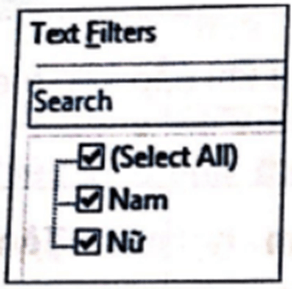 Text Filters
Search
(Select All)
Nam
Nữ